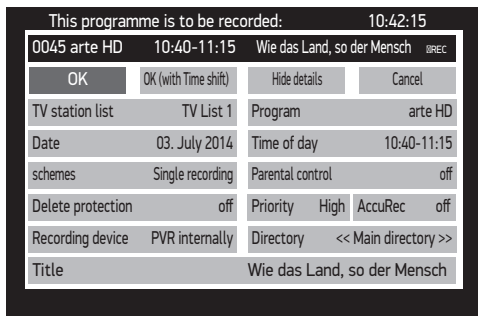 This programme is to be recorded: 10:42:15
0045 arte HD 10:40-11:15 Wie das Land, so der Mensch REC
OK OK (with Time shift) Hide details Cancel
TV station list TV List 1 Program arte HD
Date 03. July 2014 Time of day 10:40-11:15
schemes Single recording Parental control off
Delete protection off Priority High AccuRec off
Recording device PVR internally Directory << Main directory >>
Title Wie das Land, so der Mensch